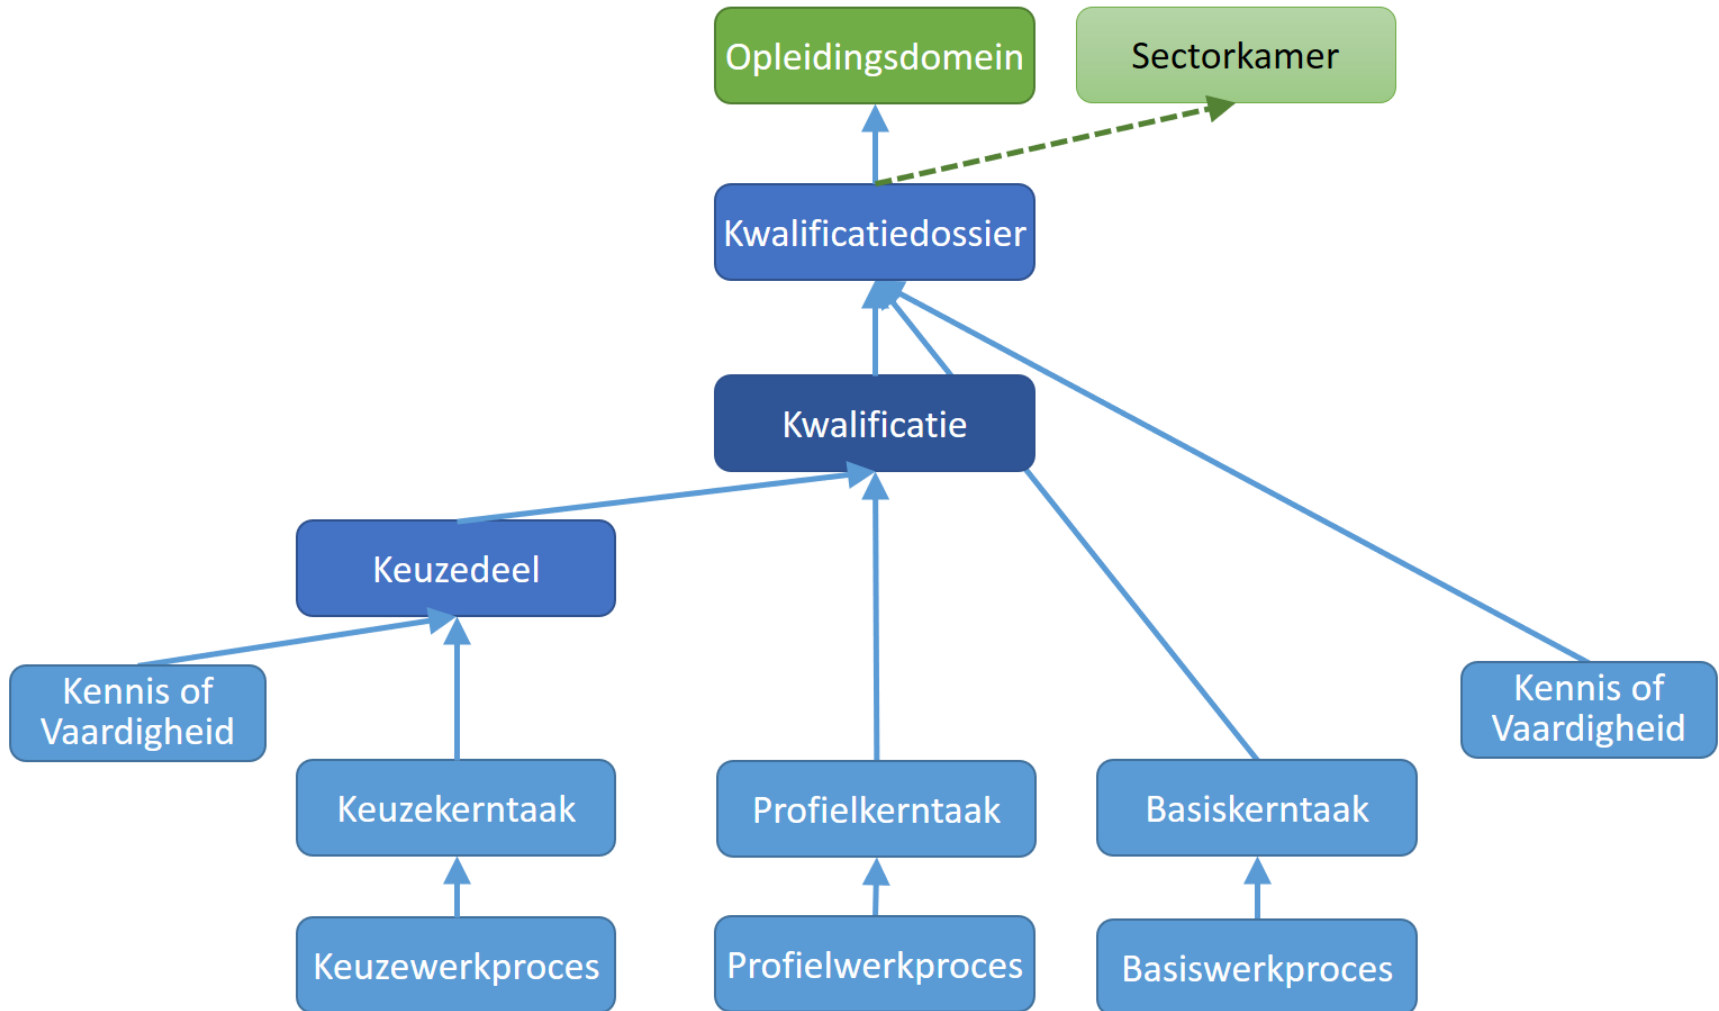 Opleidingsdomein
Sectorkamer
Kwalificatiedossier
Kwalificatie
Keuzedeel
Kennis of
Vaardigheid
Kennis of
Vaardigheid
Keuzekerntaak
Profielkerntaak
Basiskerntaak
Keuzewerkproces
Profielwerkproces
Basiswerkproces